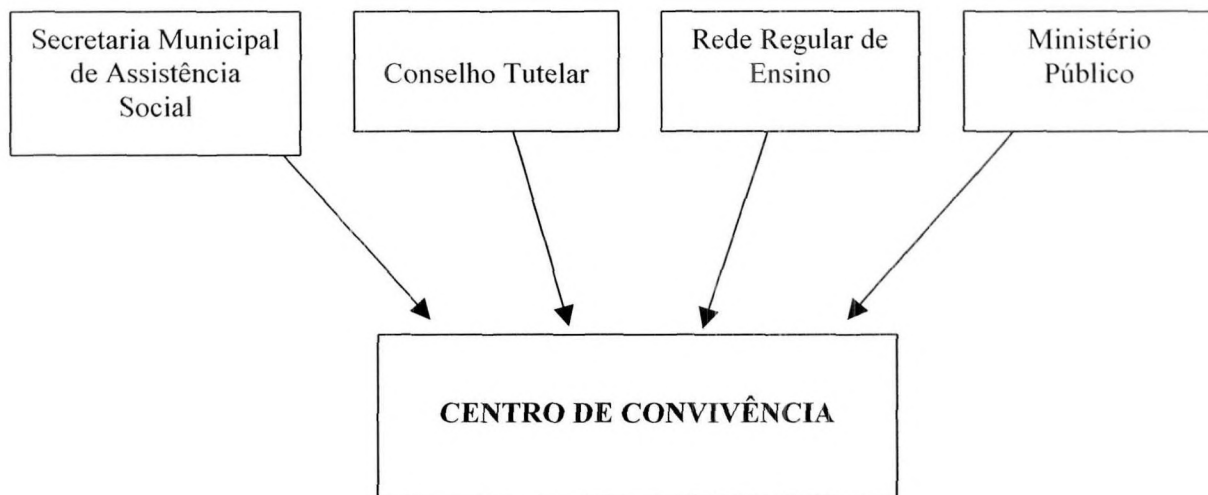 Secretaria Municipal
de Assistência
Social
Conselho Tutelar
Rede Regular de
Ensino
Ministério
Público
CENTRO DE CONVIVÊNCIA